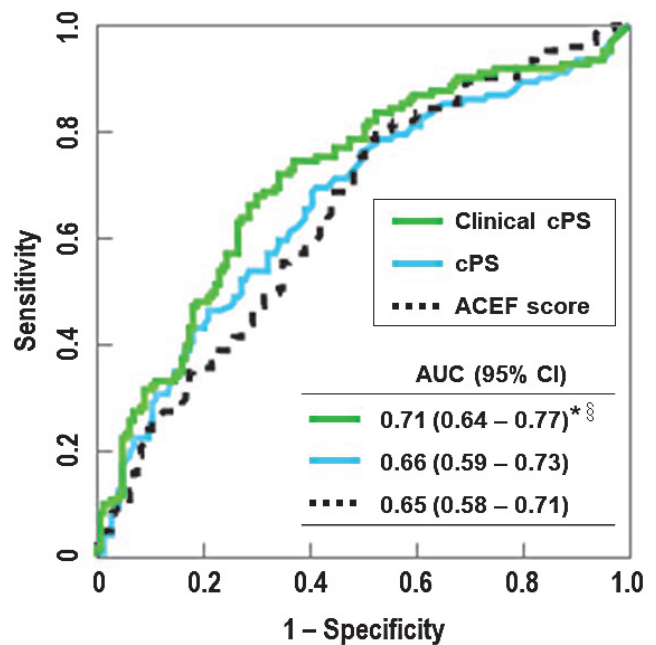 1.0
0.8
0.6
0.4
0.2
0
Sensitivity
Clinical cPS
cPS
ACEF score
AUC (95% CI)
0.71 (0.64 – 0.77)*§
0.66 (0.59 – 0.73)
0.65 (0.58 – 0.71)
0 0.2 0.4 0.6 0.8 1.0
1 – Specificity